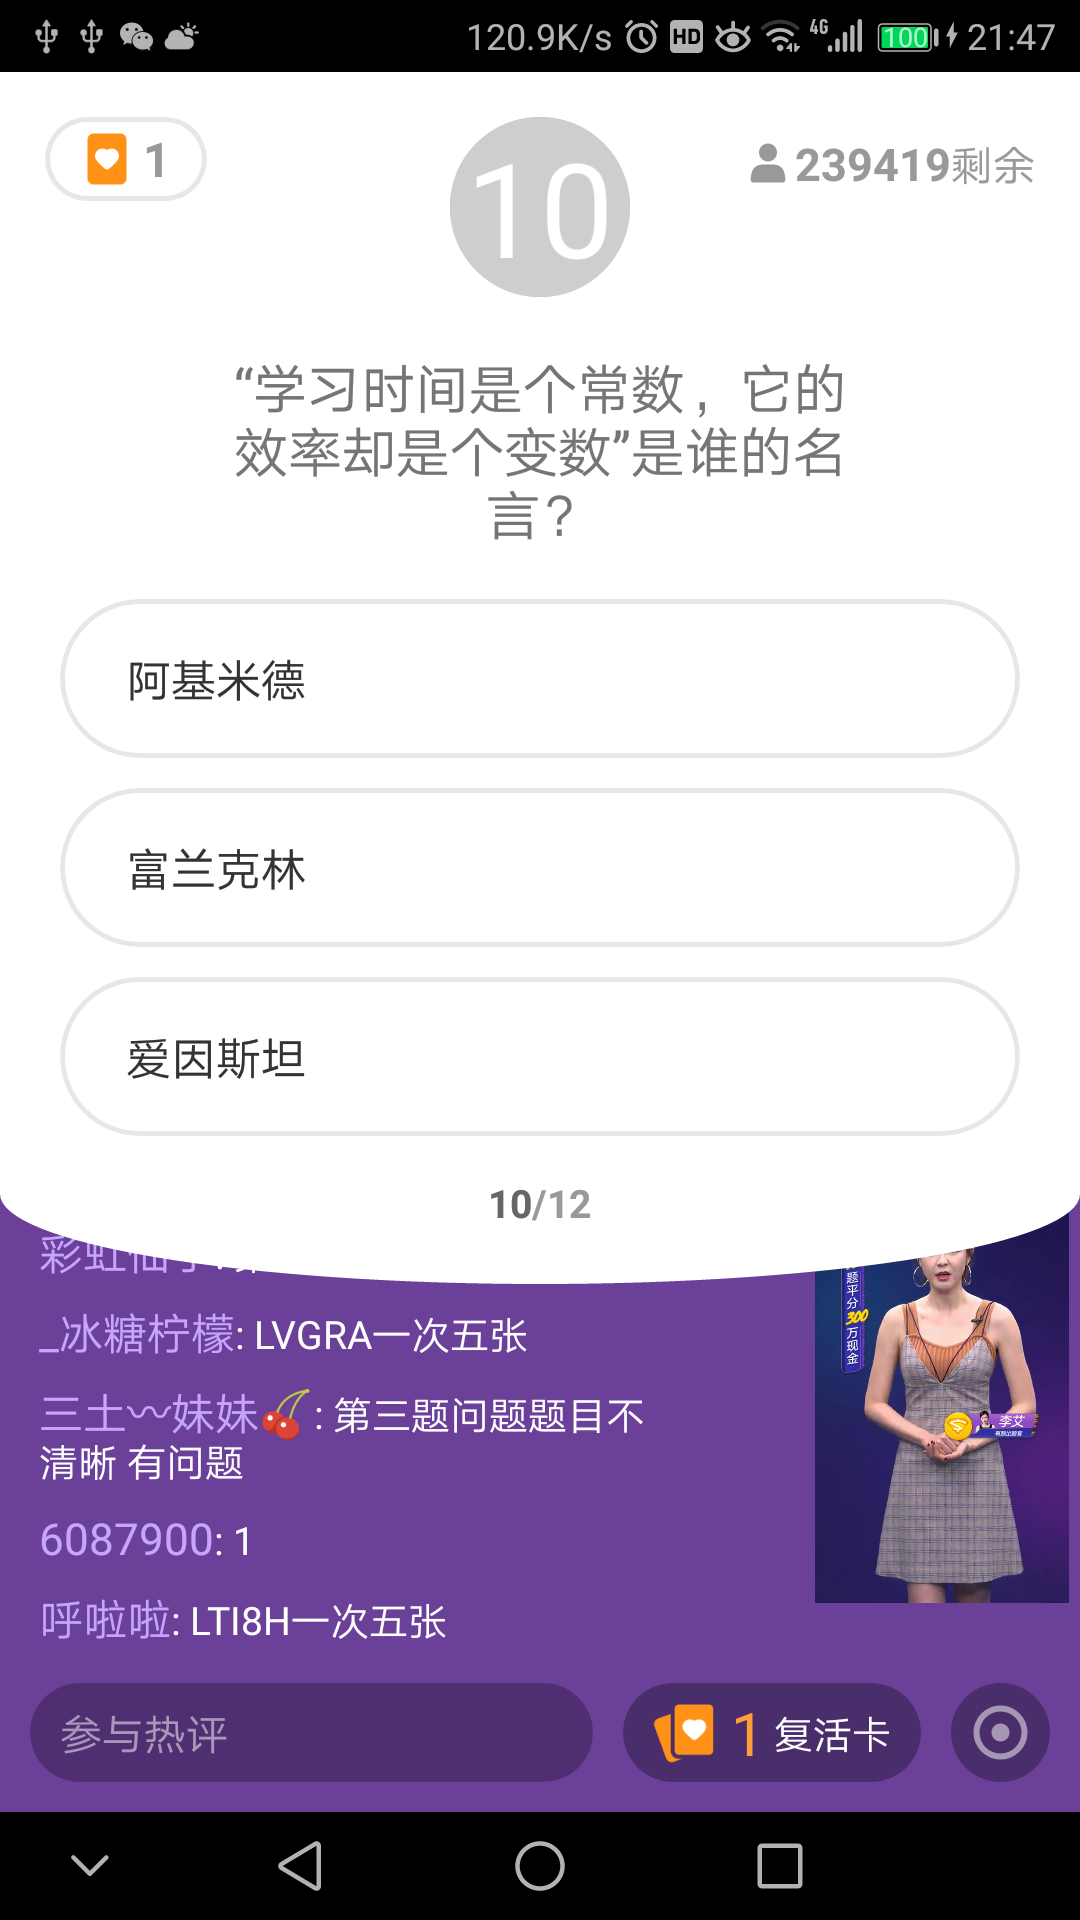 120.9K/s HD 4G 100 21:47
1
10
239419剩余
“学习时间是个常数，它的
效率却是个变数”是谁的名
言？
阿基米德
富兰克林
爱因斯坦
10/12
_冰糖柠檬: LVGRA一次五张
三土〰妹妹🍒: 第三题问题题目不
清晰 有问题
6087900: 1
呼啦啦: LTI8H一次五张
题平分300万现金
李艾
参与热评
1 复活卡